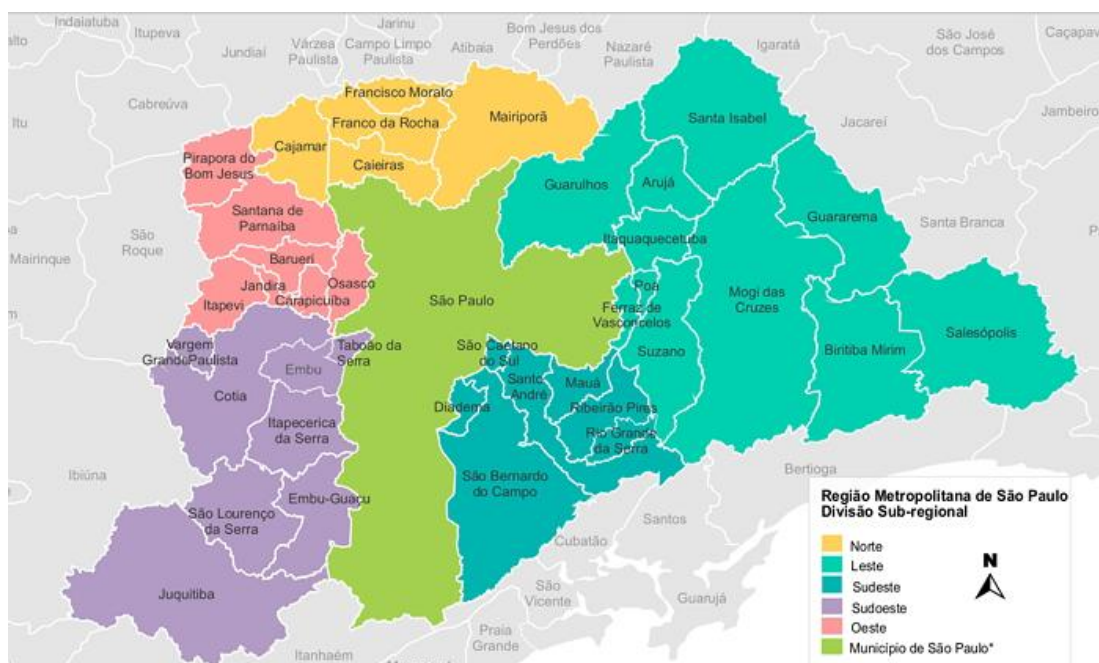 Indaiatuba
Itupeva
Jundiaí
Várzea
Paulista
Jarinu
Campo Limpo
Paulista
Atibaia
Bom Jesus dos
Perdões
Nazaré
Paulista
Igaratá
São José
dos Campos
Caçapav
alto
Itu
Cabreúva
Jacareí
Jambeiro
Francisco Morato
Franco da Rocha
Mairiporã
Cajamar
Caieiras
Santa Isabel
Pirapora do
Bom Jesus
Guarulhos
Arujá
Santana de
Parnaíba
Guararema
Santa Branca
São
Roque
Mairinque
Itaquaquecetuba
Barueri
Jandira
Osasco
Itapevi
Carapicuíba
São Paulo
Poá
Ferraz de
Vasconcelos
Mogi das
Cruzes
Salesópolis
Vargem
Grande Paulista
Taboão da
Serra
São Caetano
do Sul
Suzano
Biritiba Mirim
Embu
Cotia
Santo
André
Mauá
Diadema
Ribeirão Pires
Itapecerica
da Serra
Rio Grande
da Serra
Ibiúna
São Bernardo
do Campo
Bertioga
Embu-Guaçu
São Lourenço
da Serra
Santos
Cubatão
Juquitiba
São
Vicente
Guarujá
Praia
Grande
Itanhaém
Região Metropolitana de São Paulo
Divisão Sub-regional
Norte
Leste
Sudeste
Sudoeste
Oeste
Município de São Paulo*
N